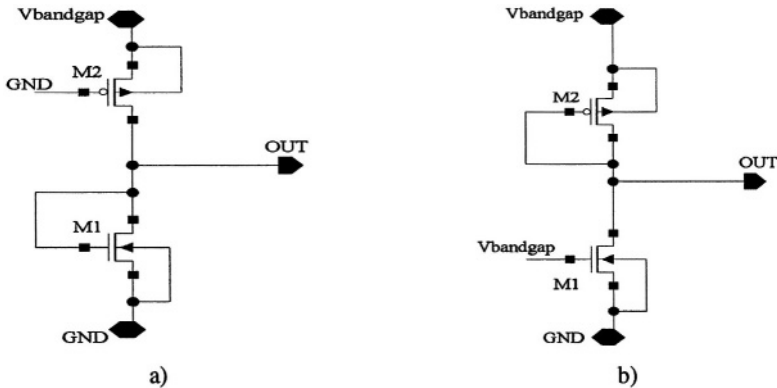 Vbandgap
M2
GND
OUT
M1
GND
a)
Vbandgap
M2
OUT
Vbandgap
M1
GND
b)